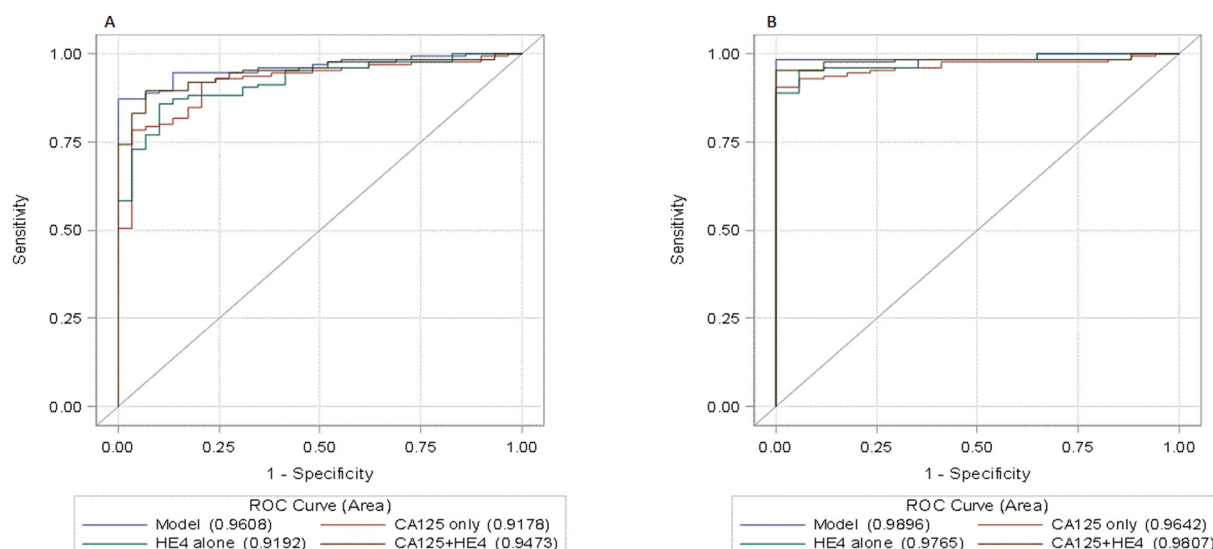 A
1.00
0.75
0.50
0.25
0.00
Sensitivity
0.00 0.25 0.50 0.75 1.00
1 - Specificity
ROC Curve (Area)
Model (0.9608) CA125 only (0.9178)
HE4 alone (0.9192) CA125+HE4 (0.9473)
B
1.00
0.75
0.50
0.25
0.00
Sensitivity
0.00 0.25 0.50 0.75 1.00
1 - Specificity
ROC Curve (Area)
Model (0.9896) CA125 only (0.9642)
HE4 alone (0.9765) CA125+HE4 (0.9807)